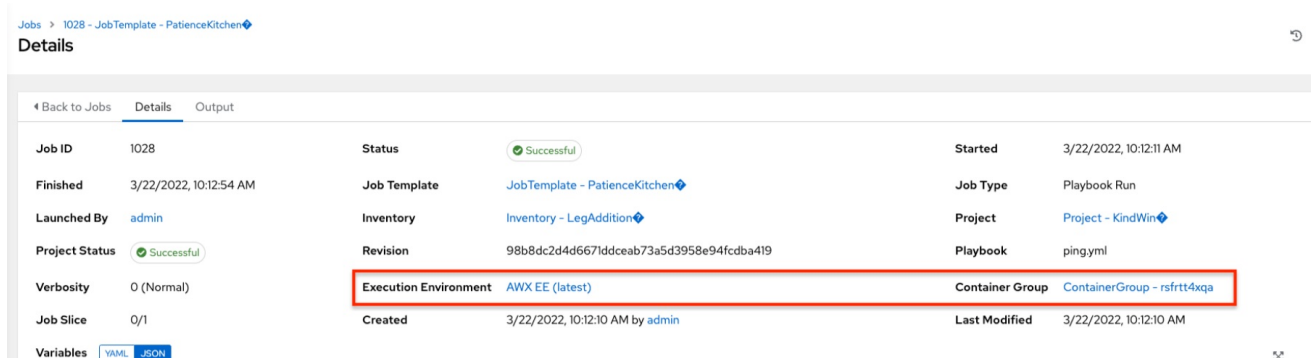 Jobs > 1028 - JobTemplate - PatienceKitchen�
Details
Back to Jobs Details Output
Job ID 1028 Status Successful Started 3/22/2022, 10:12:11 AM
Finished 3/22/2022, 10:12:54 AM Job Template JobTemplate - PatienceKitchen� Job Type Playbook Run
Launched By admin Inventory Inventory - LegAddition� Project Project - KindWin�
Project Status Successful Revision 98b8dc2d4d6671ddceab73a5d3958e94fcdba419 Playbook ping.yml
Verbosity 0 (Normal) Execution Environment AWX EE (latest) Container Group ContainerGroup - rsfrtt4xqa
Job Slice 0/1 Created 3/22/2022, 10:12:10 AM by admin Last Modified 3/22/2022, 10:12:10 AM
Variables YAML JSON